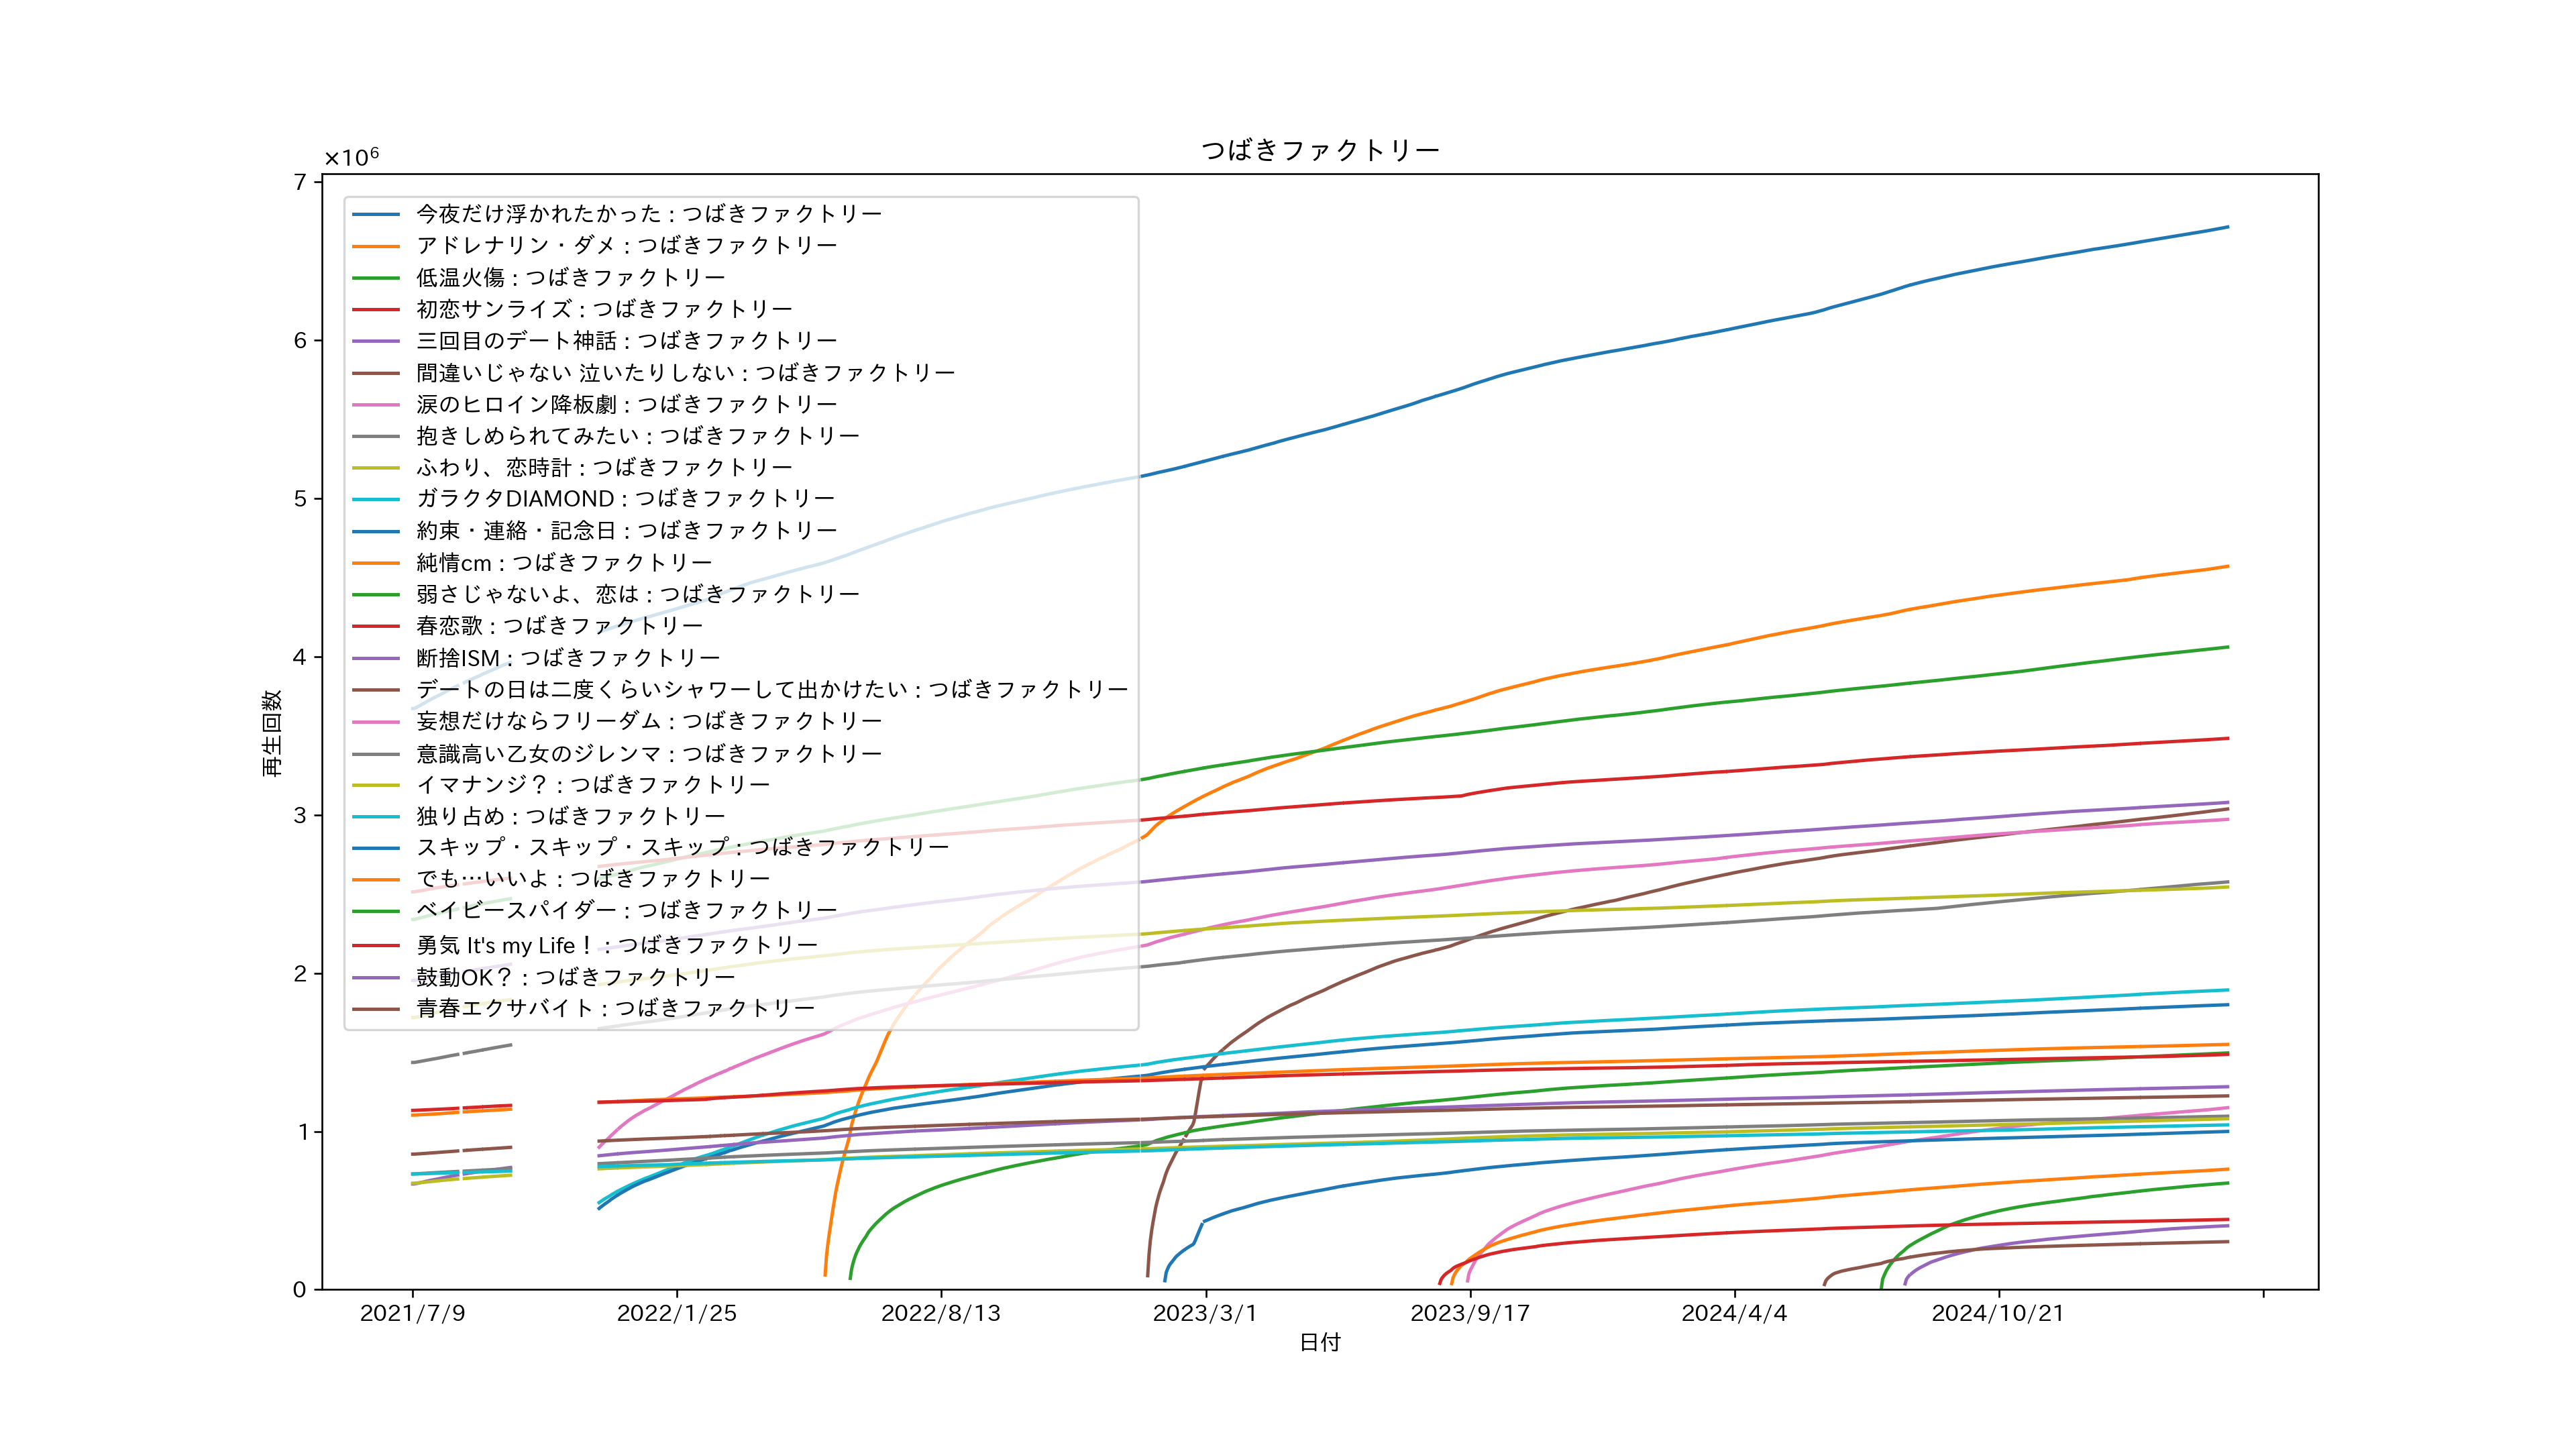 つばきファクトリー
×10⁶
7
6
5
4
3
2
1
0
再生回数
今夜だけ浮かれたかった : つばきファクトリー
アドレナリン・ダメ : つばきファクトリー
低温火傷 : つばきファクトリー
初恋サンライズ : つばきファクトリー
三回目のデート神話 : つばきファクトリー
間違いじゃない 泣いたりしない : つばきファクトリー
涙のヒロイン降板劇 : つばきファクトリー
抱きしめられてみたい : つばきファクトリー
ふわり、恋時計 : つばきファクトリー
ガラクタDIAMOND : つばきファクトリー
約束・連絡・記念日 : つばきファクトリー
純情cm : つばきファクトリー
弱さじゃないよ、恋は : つばきファクトリー
春恋歌 : つばきファクトリー
断捨ISM : つばきファクトリー
デートの日は二度くらいシャワーして出かけたい : つばきファクトリー
妄想だけならフリーダム : つばきファクトリー
意識高い乙女のジレンマ : つばきファクトリー
イマナンジ？ : つばきファクトリー
独り占め : つばきファクトリー
スキップ・スキップ・スキップ : つばきファクトリー
でも…いいよ : つばきファクトリー
ベイビースパイダー : つばきファクトリー
勇気 It's my Life！ : つばきファクトリー
鼓動OK？ : つばきファクトリー
青春エクサバイト : つばきファクトリー
2021/7/9 2022/1/25 2022/8/13 2023/3/1 2023/9/17 2024/4/4 2024/10/21
日付